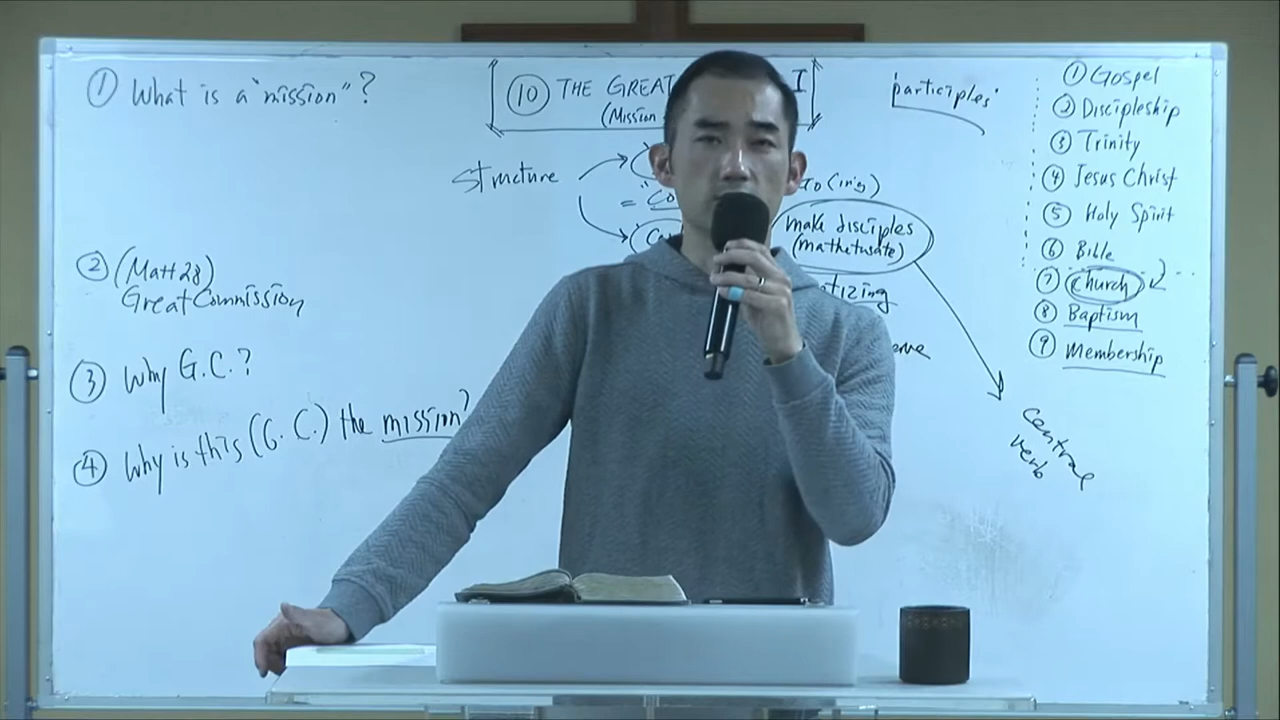 ① What is a "mission"?
② (Matt 28)
Great Commission
③ Why G.C.?
④ Why is this (G. C.) the mission?
⑩ THE GREAT I
(Mission
Structure
= Co
Ca
make disciples
(mathetusate)
tizing
participles
central
verb
① Gospel
② Discipleship
③ Trinity
④ Jesus Christ
⑤ Holy Spirit
⑥ Bible
⑦ Church
⑧ Baptism
⑨ Membership